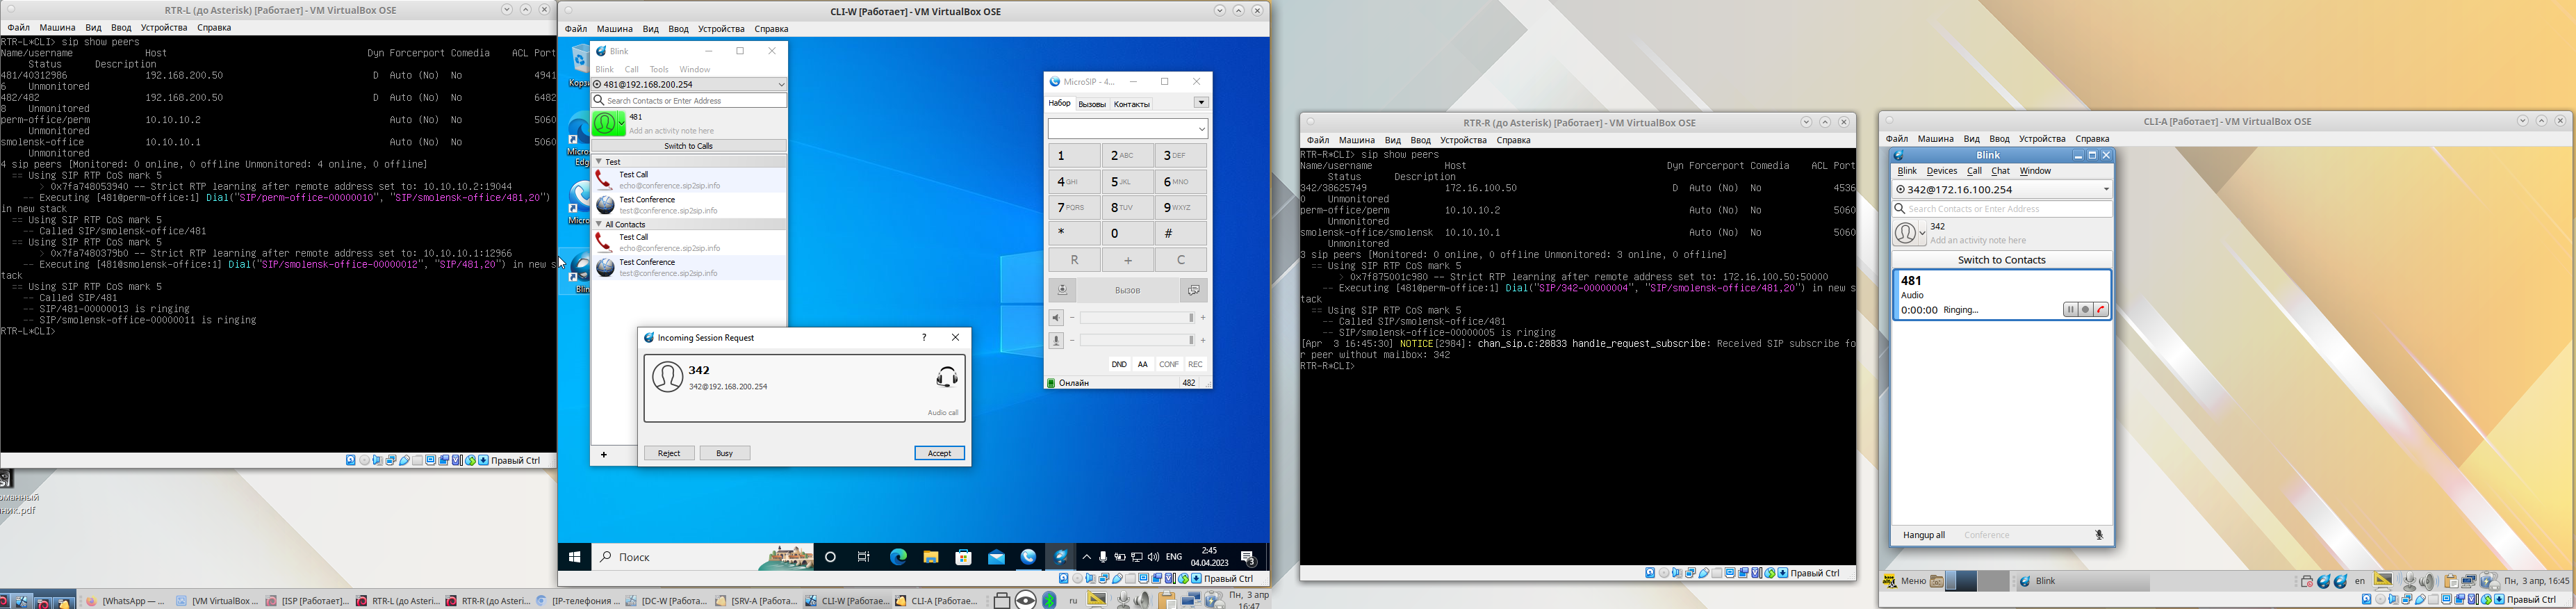 RTR-L (до Asterisk) [Работает] - VM VirtualBox OSE
Файл Машина Вид Ввод Устройства Справка
RTR-L*CLI> sip show peers
Name/username Host Dyn Forcerport Comedia ACL Port
Status Description
481/40312986 192.168.200.50 D Auto (No) No 4941
6 Unmonitored
482/482 192.168.200.50 D Auto (No) No 6482
8 Unmonitored
perm-office/perm 10.10.10.2 Auto (No) No 5060
Unmonitored
smolensk-office 10.10.10.1 Auto (No) No 5060
Unmonitored
4 sip peers [Monitored: 0 online, 0 offline Unmonitored: 4 online, 0 offline]
== Using SIP RTP CoS mark 5
> 0x7fa748053940 -- Strict RTP learning after remote address set to: 10.10.10.2:19044
-- Executing [481@perm-office:1] Dial("SIP/perm-office-00000010", "SIP/smolensk-office/481,20")
in new stack
== Using SIP RTP CoS mark 5
-- Called SIP/smolensk-office/481
== Using SIP RTP CoS mark 5
> 0x7fa7480379b0 -- Strict RTP learning after remote address set to: 10.10.10.1:12966
-- Executing [481@smolensk-office:1] Dial("SIP/smolensk-office-00000012", "SIP/481,20") in new s
tack
== Using SIP RTP CoS mark 5
-- Called SIP/481
-- SIP/481-00000013 is ringing
-- SIP/smolensk-office-00000011 is ringing
RTR-L*CLI>
Правый Ctrl
CLI-W [Работает] - VM VirtualBox OSE
Файл Машина Вид Ввод Устройства Справка
Blink
Blink Call Tools Window
481@192.168.200.254
Search Contacts or Enter Address
481
Add an activity note here
Switch to Calls
Test
Test Call
echo@conference.sip2sip.info
Test Conference
test@conference.sip2sip.info
All Contacts
Test Call
echo@conference.sip2sip.info
Test Conference
test@conference.sip2sip.info
Incoming Session Request ?
342
342@192.168.200.254
Audio call
Reject Busy Accept
MicroSIP - 4...
Набор Вызовы Контакты
1 2 ABC 3 DEF
4 GHI 5 JKL 6 MNO
7 PQRS 8 TUV 9 WXYZ
* 0 #
R + C
Вызов
DND AA CONF REC
Онлайн 482
Поиск
ENG
2:45
04.04.2023
3
Правый Ctrl
RTR-R (до Asterisk) [Работает] - VM VirtualBox OSE
Файл Машина Вид Ввод Устройства Справка
RTR-R*CLI> sip show peers
Name/username Host Dyn Forcerport Comedia ACL Port
Status Description
342/38625749 172.16.100.50 D Auto (No) No 4536
0 Unmonitored
perm-office/perm 10.10.10.2 Auto (No) No 5060
Unmonitored
smolensk-office/smolensk 10.10.10.1 Auto (No) No 5060
Unmonitored
3 sip peers [Monitored: 0 online, 0 offline Unmonitored: 3 online, 0 offline]
== Using SIP RTP CoS mark 5
> 0x7f875001c980 -- Strict RTP learning after remote address set to: 172.16.100.50:50000
-- Executing [481@perm-office:1] Dial("SIP/342-00000004", "SIP/smolensk-office/481,20") in new s
tack
== Using SIP RTP CoS mark 5
-- Called SIP/smolensk-office/481
-- SIP/smolensk-office-00000005 is ringing
[Apr 3 16:45:30] NOTICE[2984]: chan_sip.c:28833 handle_request_subscribe: Received SIP subscribe fo
r peer without mailbox: 342
RTR-R*CLI>
Правый Ctrl
CLI-A [Работает] - VM VirtualBox OSE
Файл Машина Вид Ввод Устройства Справка
Blink
Blink Devices Call Chat Window
342@172.16.100.254
Search Contacts or Enter Address
342
Add an activity note here
Switch to Contacts
481
Audio
0:00:00 Ringing...
Hangup all Conference
Меню Blink en Пн, 3 апр, 16:45
Правый Ctrl
[WhatsApp — ... [VM VirtualBox ... [ISP [Работает]... RTR-L (до Asteri... RTR-R (до Asteri... [IP-телефония ... [DC-W [Работа... [SRV-A [Работа... CLI-W [Работае... CLI-A [Работае... ru Пн, 3 апр
16:47